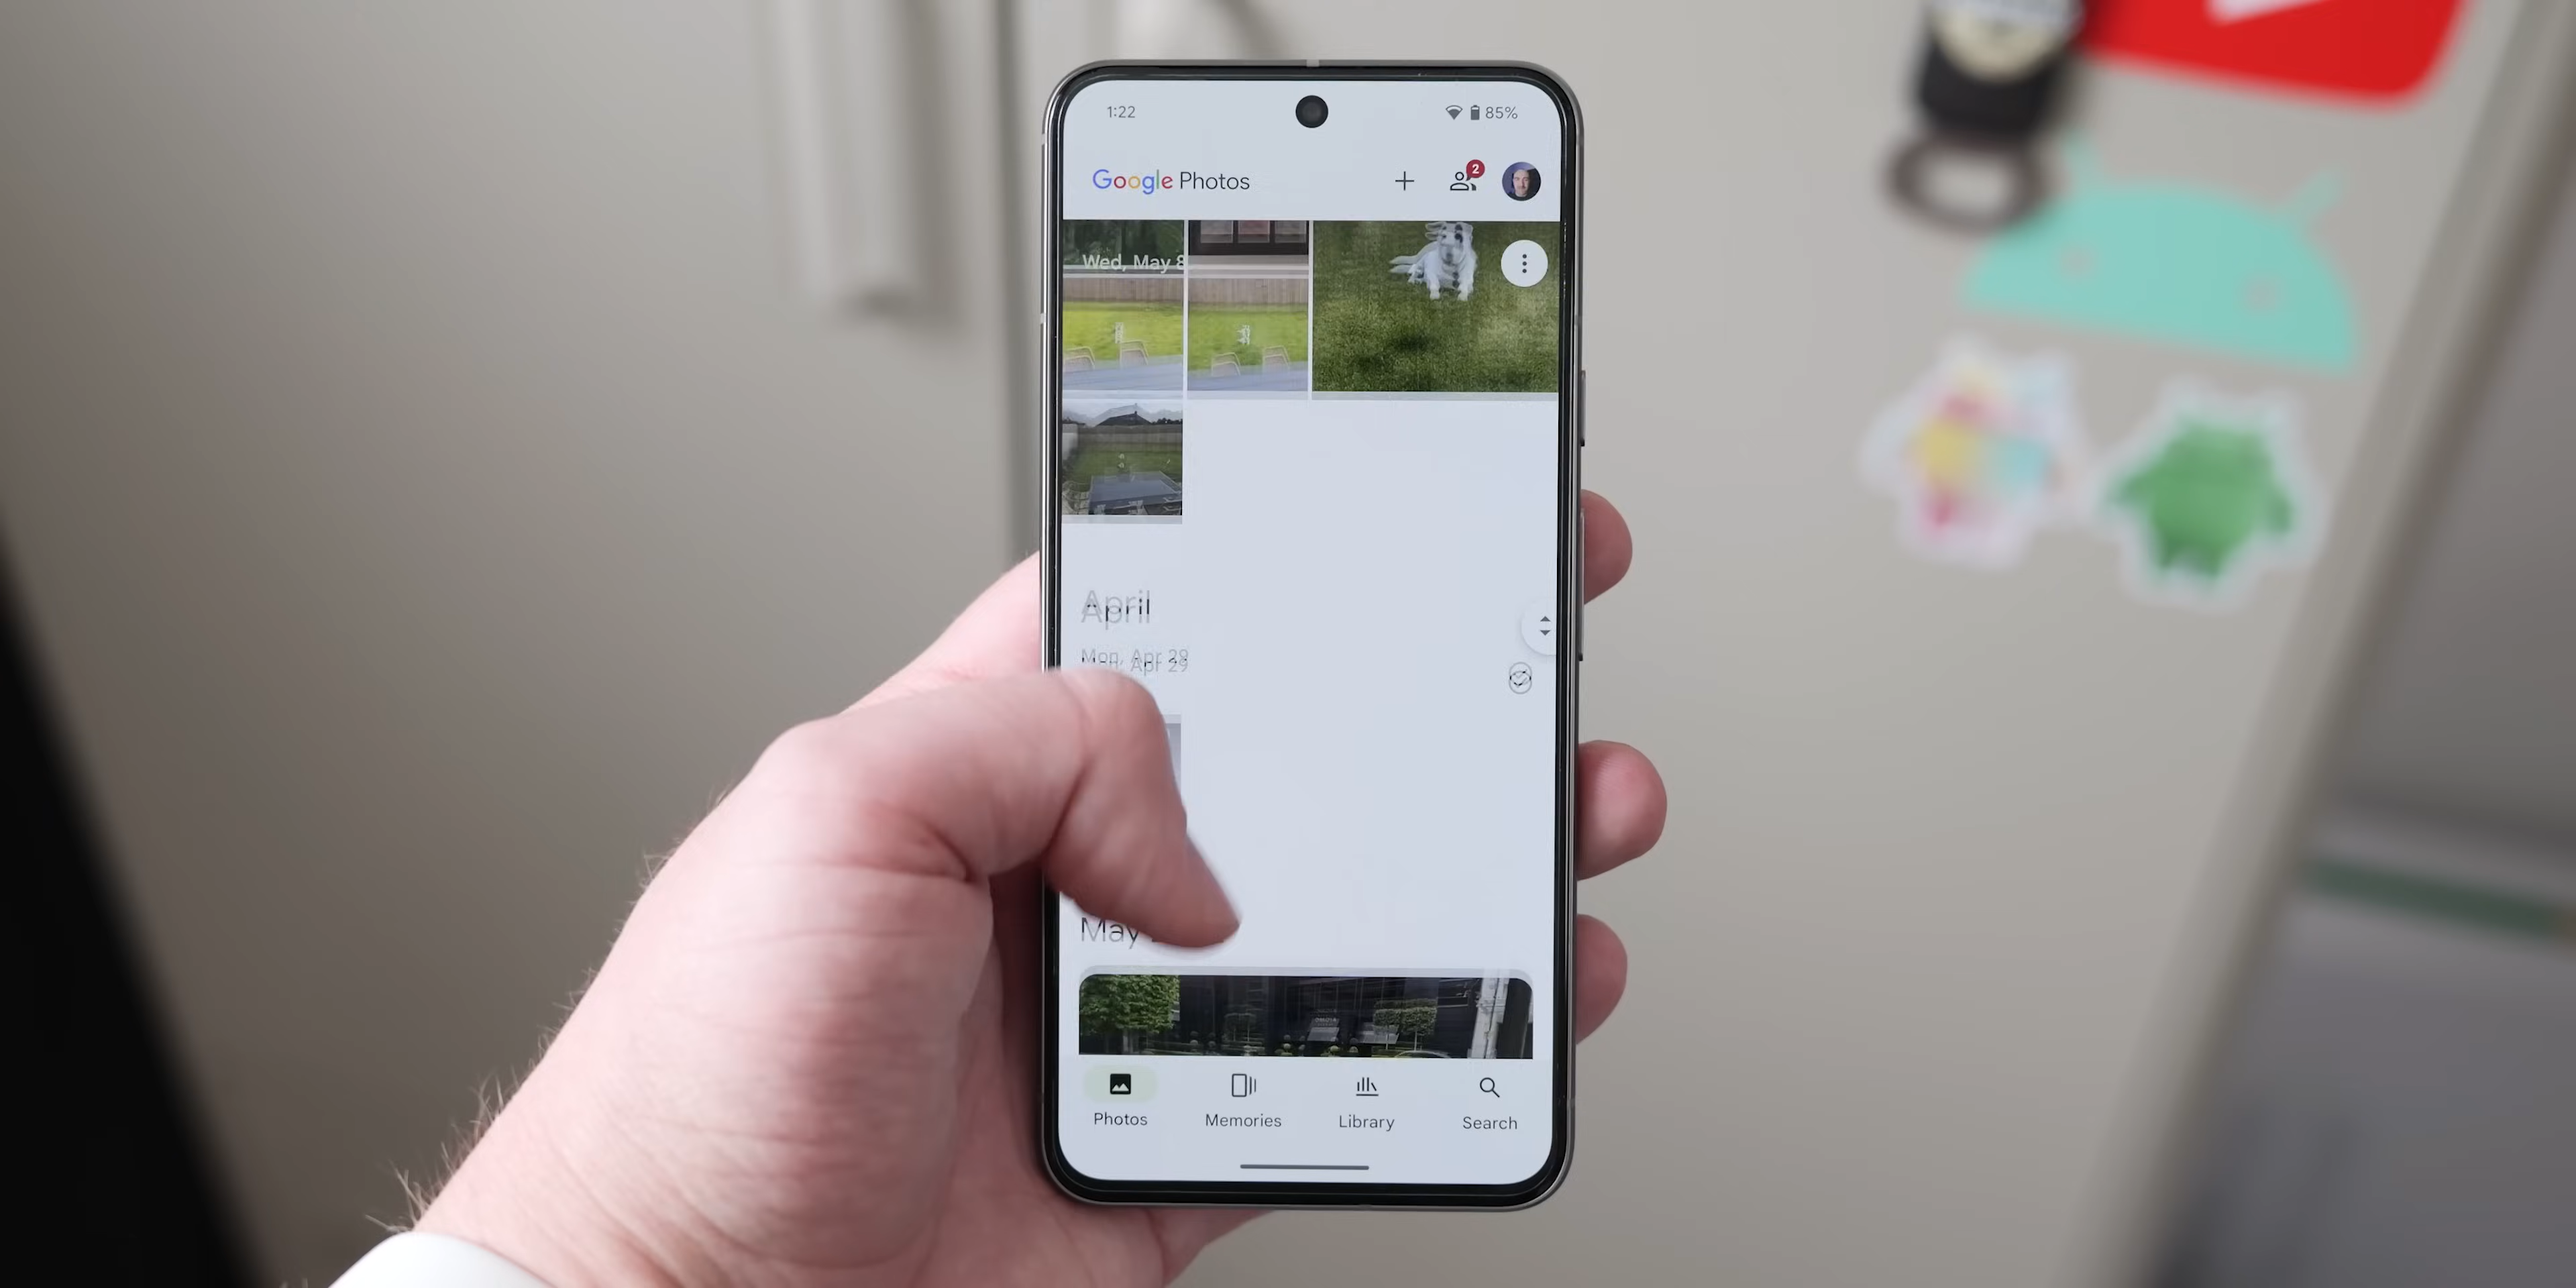 1:22
85%
Google Photos
2
Wed, May 8
April
Mon, Apr 29
May
Photos
Memories
Library
Search